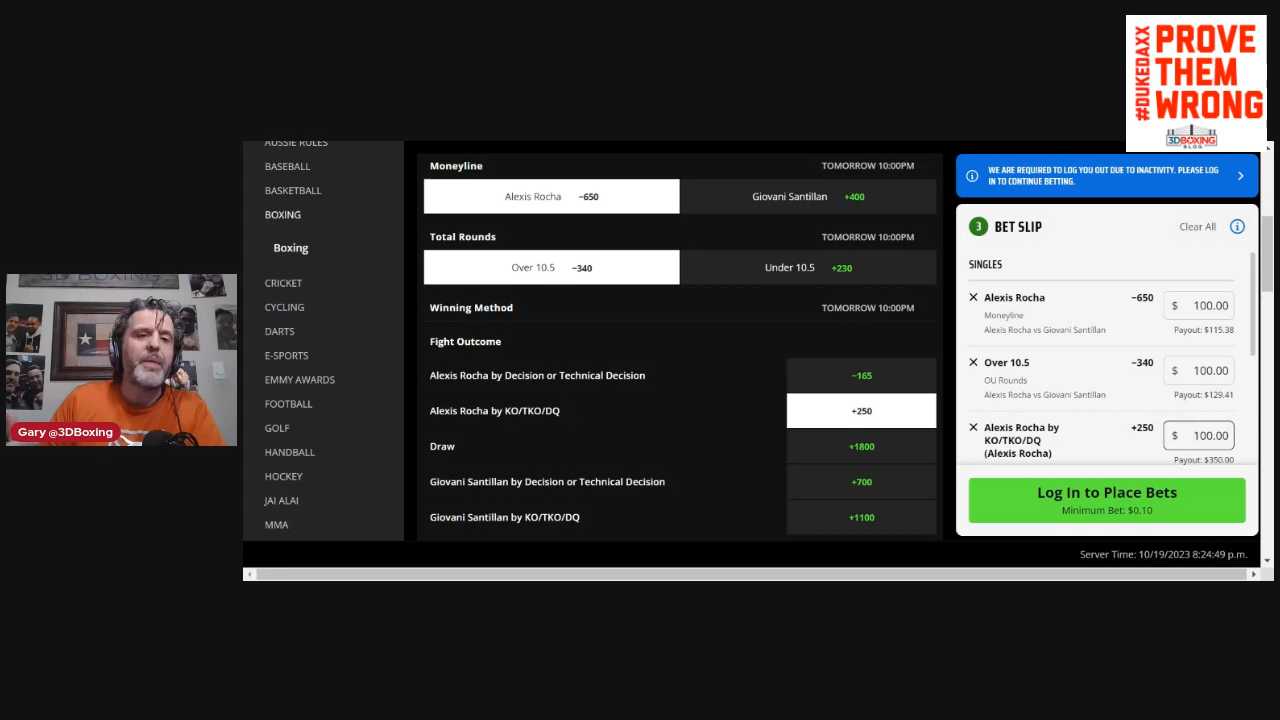 #DUKEDAXX
PROVE
THEM
WRONG
3DBOXING
BLOG
AUSSIE RULES
BASEBALL
BASKETBALL
BOXING
Boxing
CRICKET
CYCLING
DARTS
E-SPORTS
EMMY AWARDS
FOOTBALL
GOLF
HANDBALL
HOCKEY
JAI ALAI
MMA
Moneyline TOMORROW 10:00PM
Alexis Rocha −650 Giovani Santillan +400
Total Rounds TOMORROW 10:00PM
Over 10.5 −340 Under 10.5 +230
Winning Method TOMORROW 10:00PM
Fight Outcome
Alexis Rocha by Decision or Technical Decision −165
Alexis Rocha by KO/TKO/DQ +250
Draw +1800
Giovani Santillan by Decision or Technical Decision +700
Giovani Santillan by KO/TKO/DQ +1100
WE ARE REQUIRED TO LOG YOU OUT DUE TO INACTIVITY. PLEASE LOG
IN TO CONTINUE BETTING.
3 BET SLIP Clear All
SINGLES
Alexis Rocha −650 $ 100.00
Moneyline
Alexis Rocha vs Giovani Santillan Payout: $115.38
Over 10.5 −340 $ 100.00
OU Rounds
Alexis Rocha vs Giovani Santillan Payout: $129.41
Alexis Rocha by +250 $ 100.00
KO/TKO/DQ
(Alexis Rocha) Payout: $350.00
Log In to Place Bets
Minimum Bet: $0.10
Server Time: 10/19/2023 8:24:49 p.m.
Gary @3DBoxing